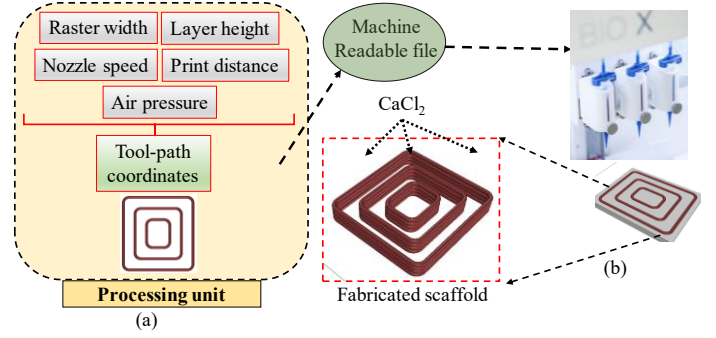 Raster width
Layer height
Nozzle speed
Print distance
Air pressure
Tool-path
coordinates
Processing unit
(a)
Machine
Readable file
BIO X
CaCl₂
Fabricated scaffold
(b)